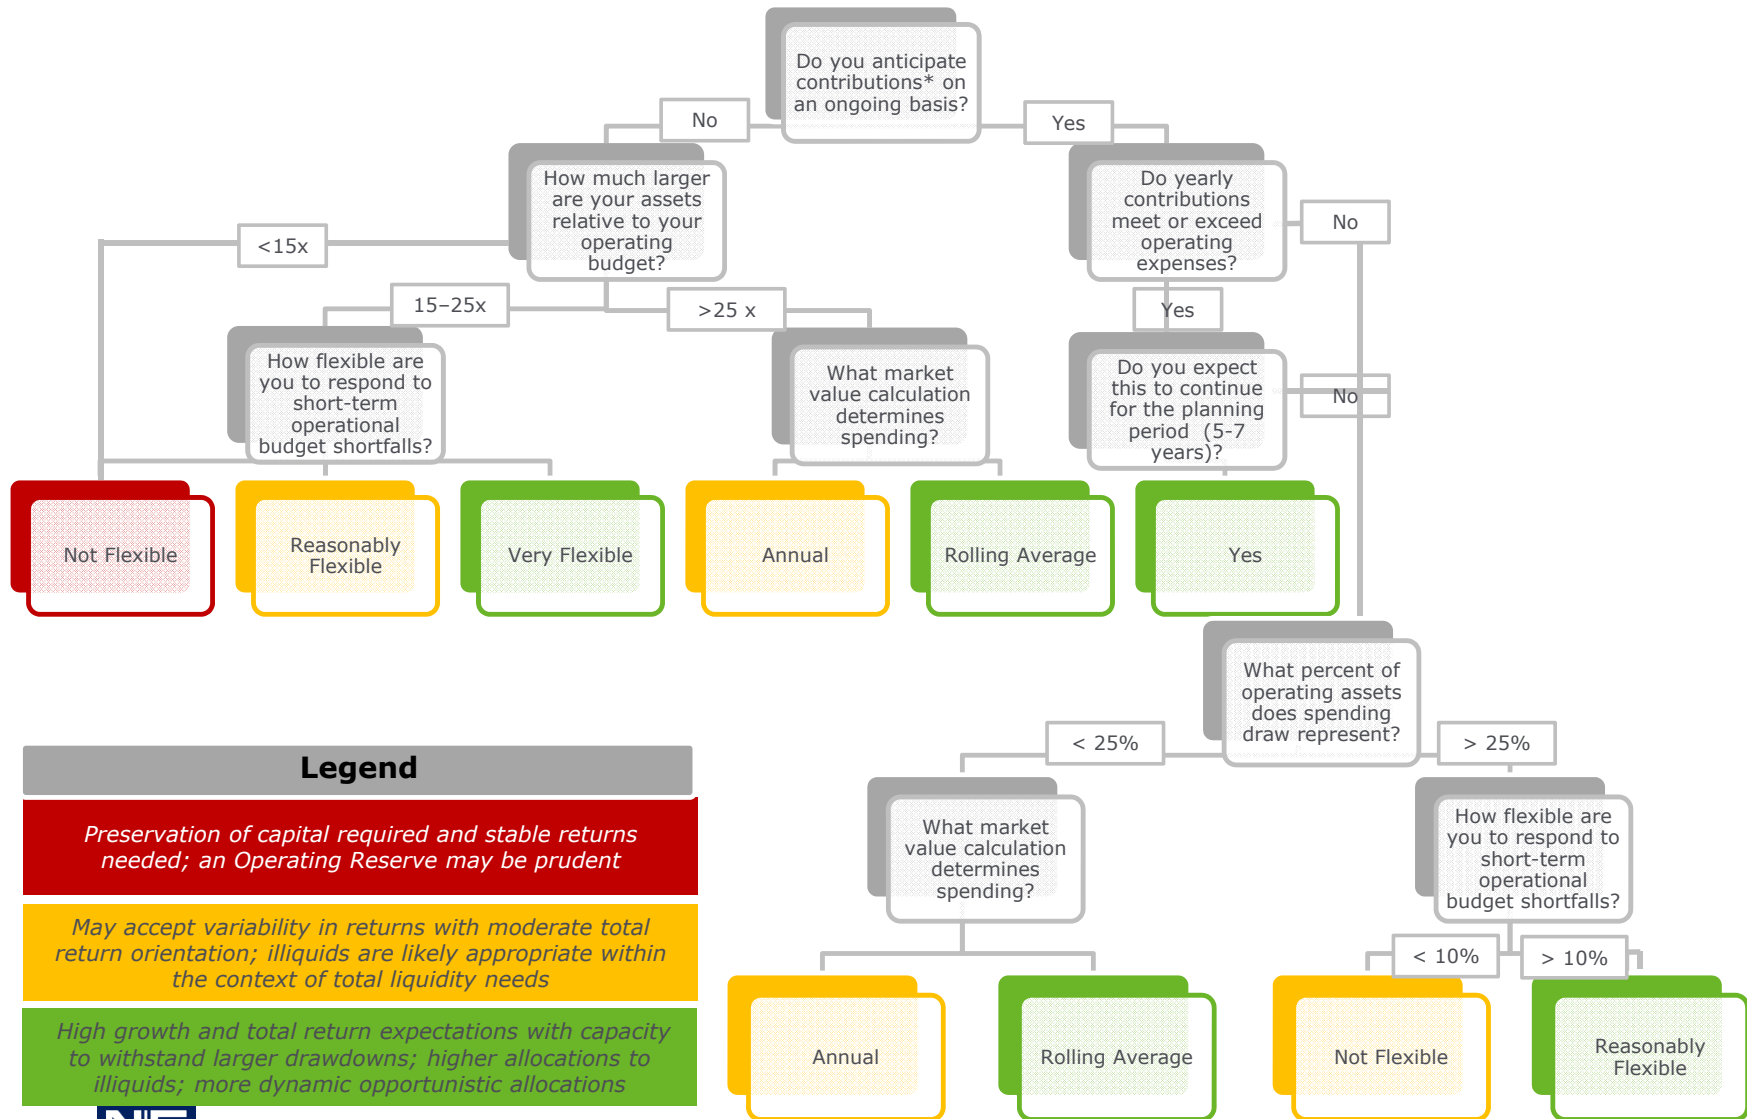 Do you anticipate
contributions* on
an ongoing basis?
No
Yes
How much larger
are your assets
relative to your
operating
budget?
Do yearly
contributions
meet or exceed
operating
expenses?
No
<15x
15–25x
>25 x
Yes
How flexible are
you to respond to
short-term
operational
budget shortfalls?
What market
value calculation
determines
spending?
Do you expect
this to continue
for the planning
period (5-7
years)?
No
Not Flexible
Reasonably
Flexible
Very Flexible
Annual
Rolling Average
Yes
What percent of
operating assets
does spending
draw represent?
< 25%
> 25%
What market
value calculation
determines
spending?
How flexible are
you to respond to
short-term
operational
budget shortfalls?
< 10%
> 10%
Annual
Rolling Average
Not Flexible
Reasonably
Flexible
Legend
Preservation of capital required and stable returns
needed; an Operating Reserve may be prudent
May accept variability in returns with moderate total
return orientation; illiquids are likely appropriate within
the context of total liquidity needs
High growth and total return expectations with capacity
to withstand larger drawdowns; higher allocations to
illiquids; more dynamic opportunistic allocations